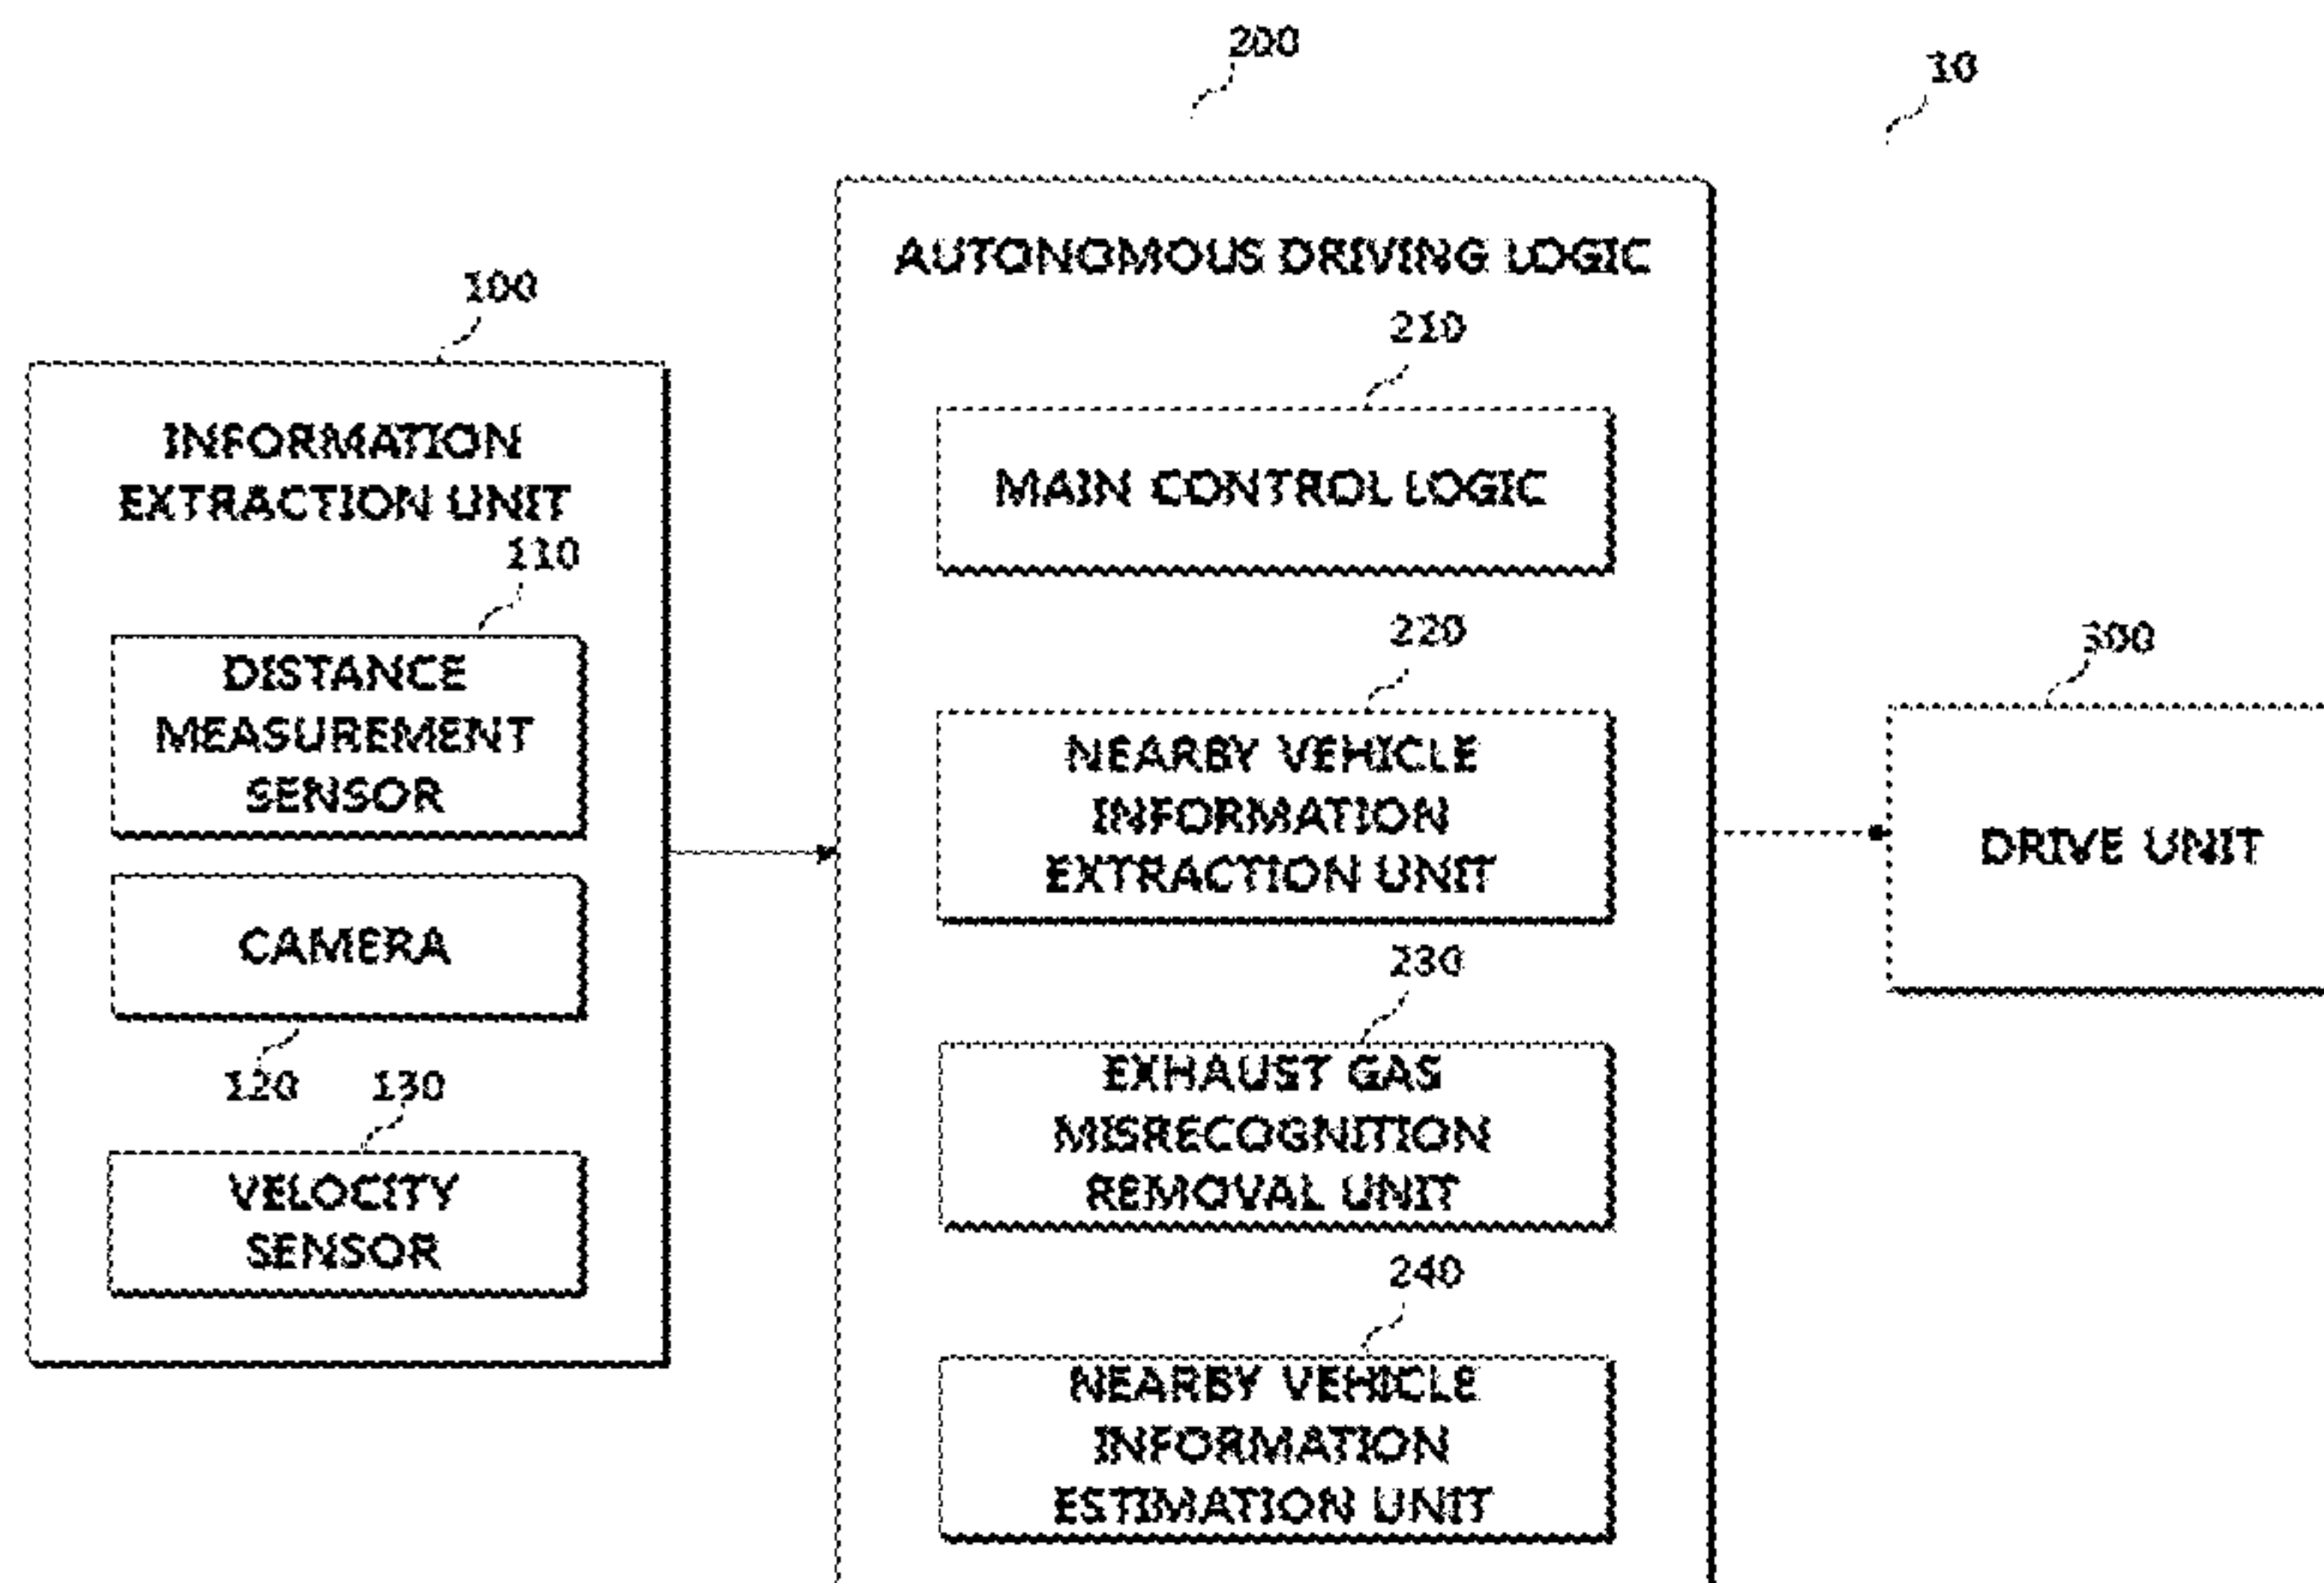 200
10
AUTONOMOUS DRIVING LOGIC
100
210
INFORMATION
EXTRACTION UNIT
MAIN CONTROL LOGIC
110
DISTANCE
MEASUREMENT
SENSOR
220
NEARBY VEHICLE
INFORMATION
EXTRACTION UNIT
300
DRIVE UNIT
CAMERA
120
130
230
EXHAUST GAS
MISRECOGNITION
REMOVAL UNIT
VELOCITY
SENSOR
240
NEARBY VEHICLE
INFORMATION
ESTIMATION UNIT